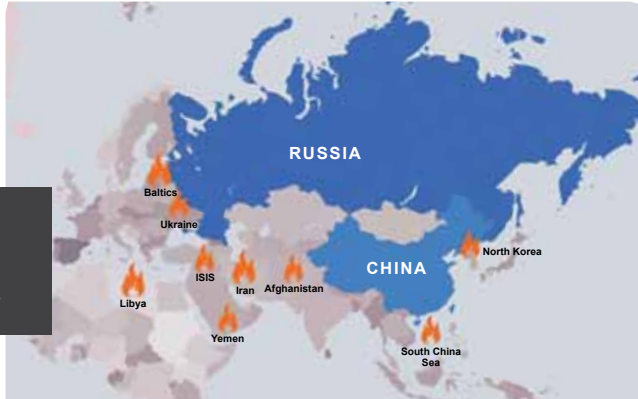 RUSSIA
Baltics
Ukraine
North Korea
CHINA
ISIS
Iran
Afghanistan
Libya
Yemen
South China
Sea